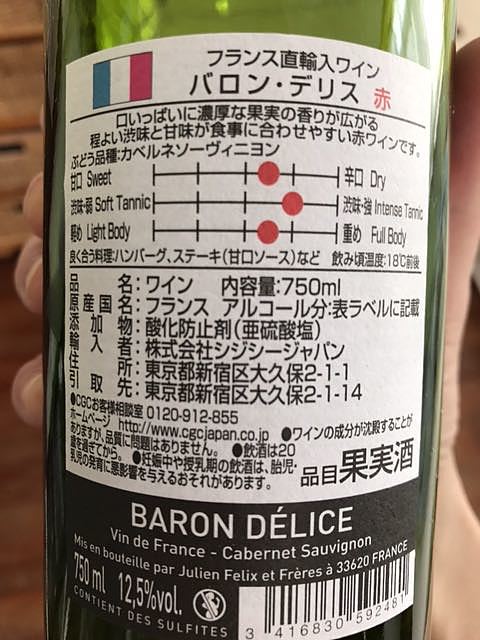 フランス直輸入ワイン
バロン・デリス 赤
口いっぱいに濃厚な果実の香りが広がる
程よい渋味と甘味が食事に合わせやすい赤ワインです。
ぶどう品種:カベルネソーヴィニヨン
甘口 Sweet 辛口 Dry
渋味・弱 Soft Tannic 渋味・強 Intense Tannic
軽め Light Body 重め Full Body
良く合う料理:ハンバーグ、ステーキ(甘口ソース)など 飲み頃温度:18℃前後
品名:ワイン 内容量:750ml
原産国名:フランス アルコール分:表ラベルに記載
添加物:酸化防止剤(亜硫酸塩)
輸入者:株式会社シジシージャパン
住所:東京都新宿区大久保2-1-1
引取先:東京都新宿区大久保2-1-14
●CGCお客様相談室 0120-912-855
ホームページ http://www.cgcjapan.co.jp ●ワインの成分が沈殿することが
ありますが、品質に問題はありません。 ●飲酒は20
歳を過ぎてから。●妊娠中や授乳期の飲酒は、胎児・
乳児の発育に悪影響を与えるおそれがあります。
品目 果実酒
BARON DÉLICE
Vin de France - Cabernet Sauvignon
Mis en bouteille par Julien Felix et Frères à 33620 FRANCE
750 ml 12,5%vol.
CONTIENT DES SULFITES
3 416830 592481